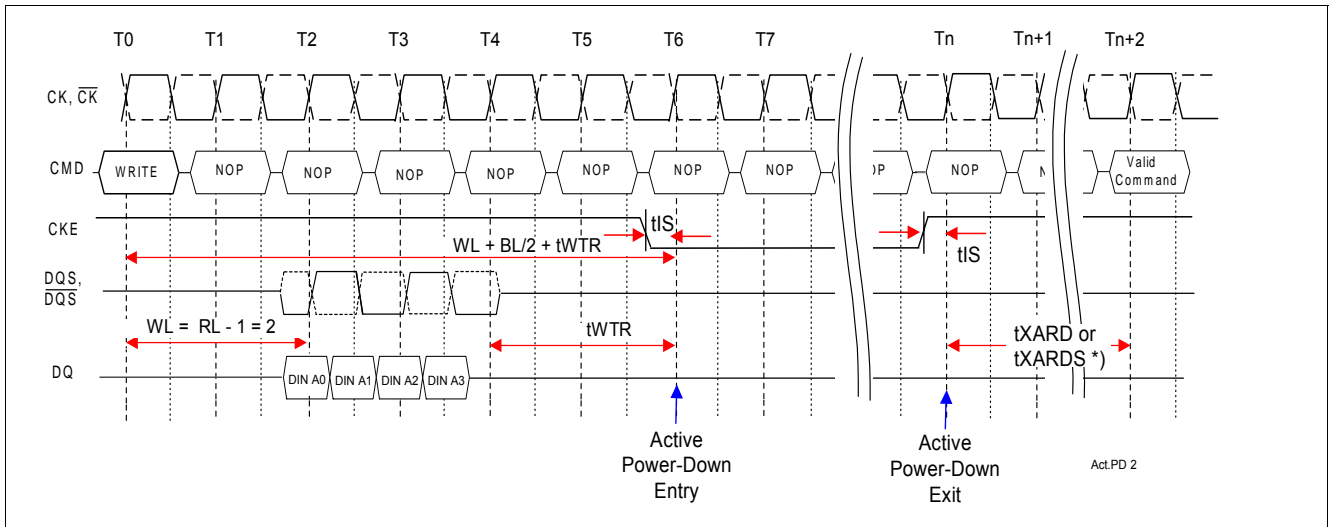 T0 T1 T2 T3 T4 T5 T6 T7 Tn Tn+1 Tn+2
CK, CK
CMD WRITE NOP NOP NOP NOP NOP NOP NOP OP NOP N Valid
Command
CKE tIS
WL + BL/2 + tWTR tIS
DQS,
DQS
WL = RL - 1 = 2 tWTR tXARD or
tXARDS *)
DQ DIN A0 DIN A1 DIN A2 DIN A3
Active
Power-Down
Entry
Active
Power-Down
Exit
Act.PD 2